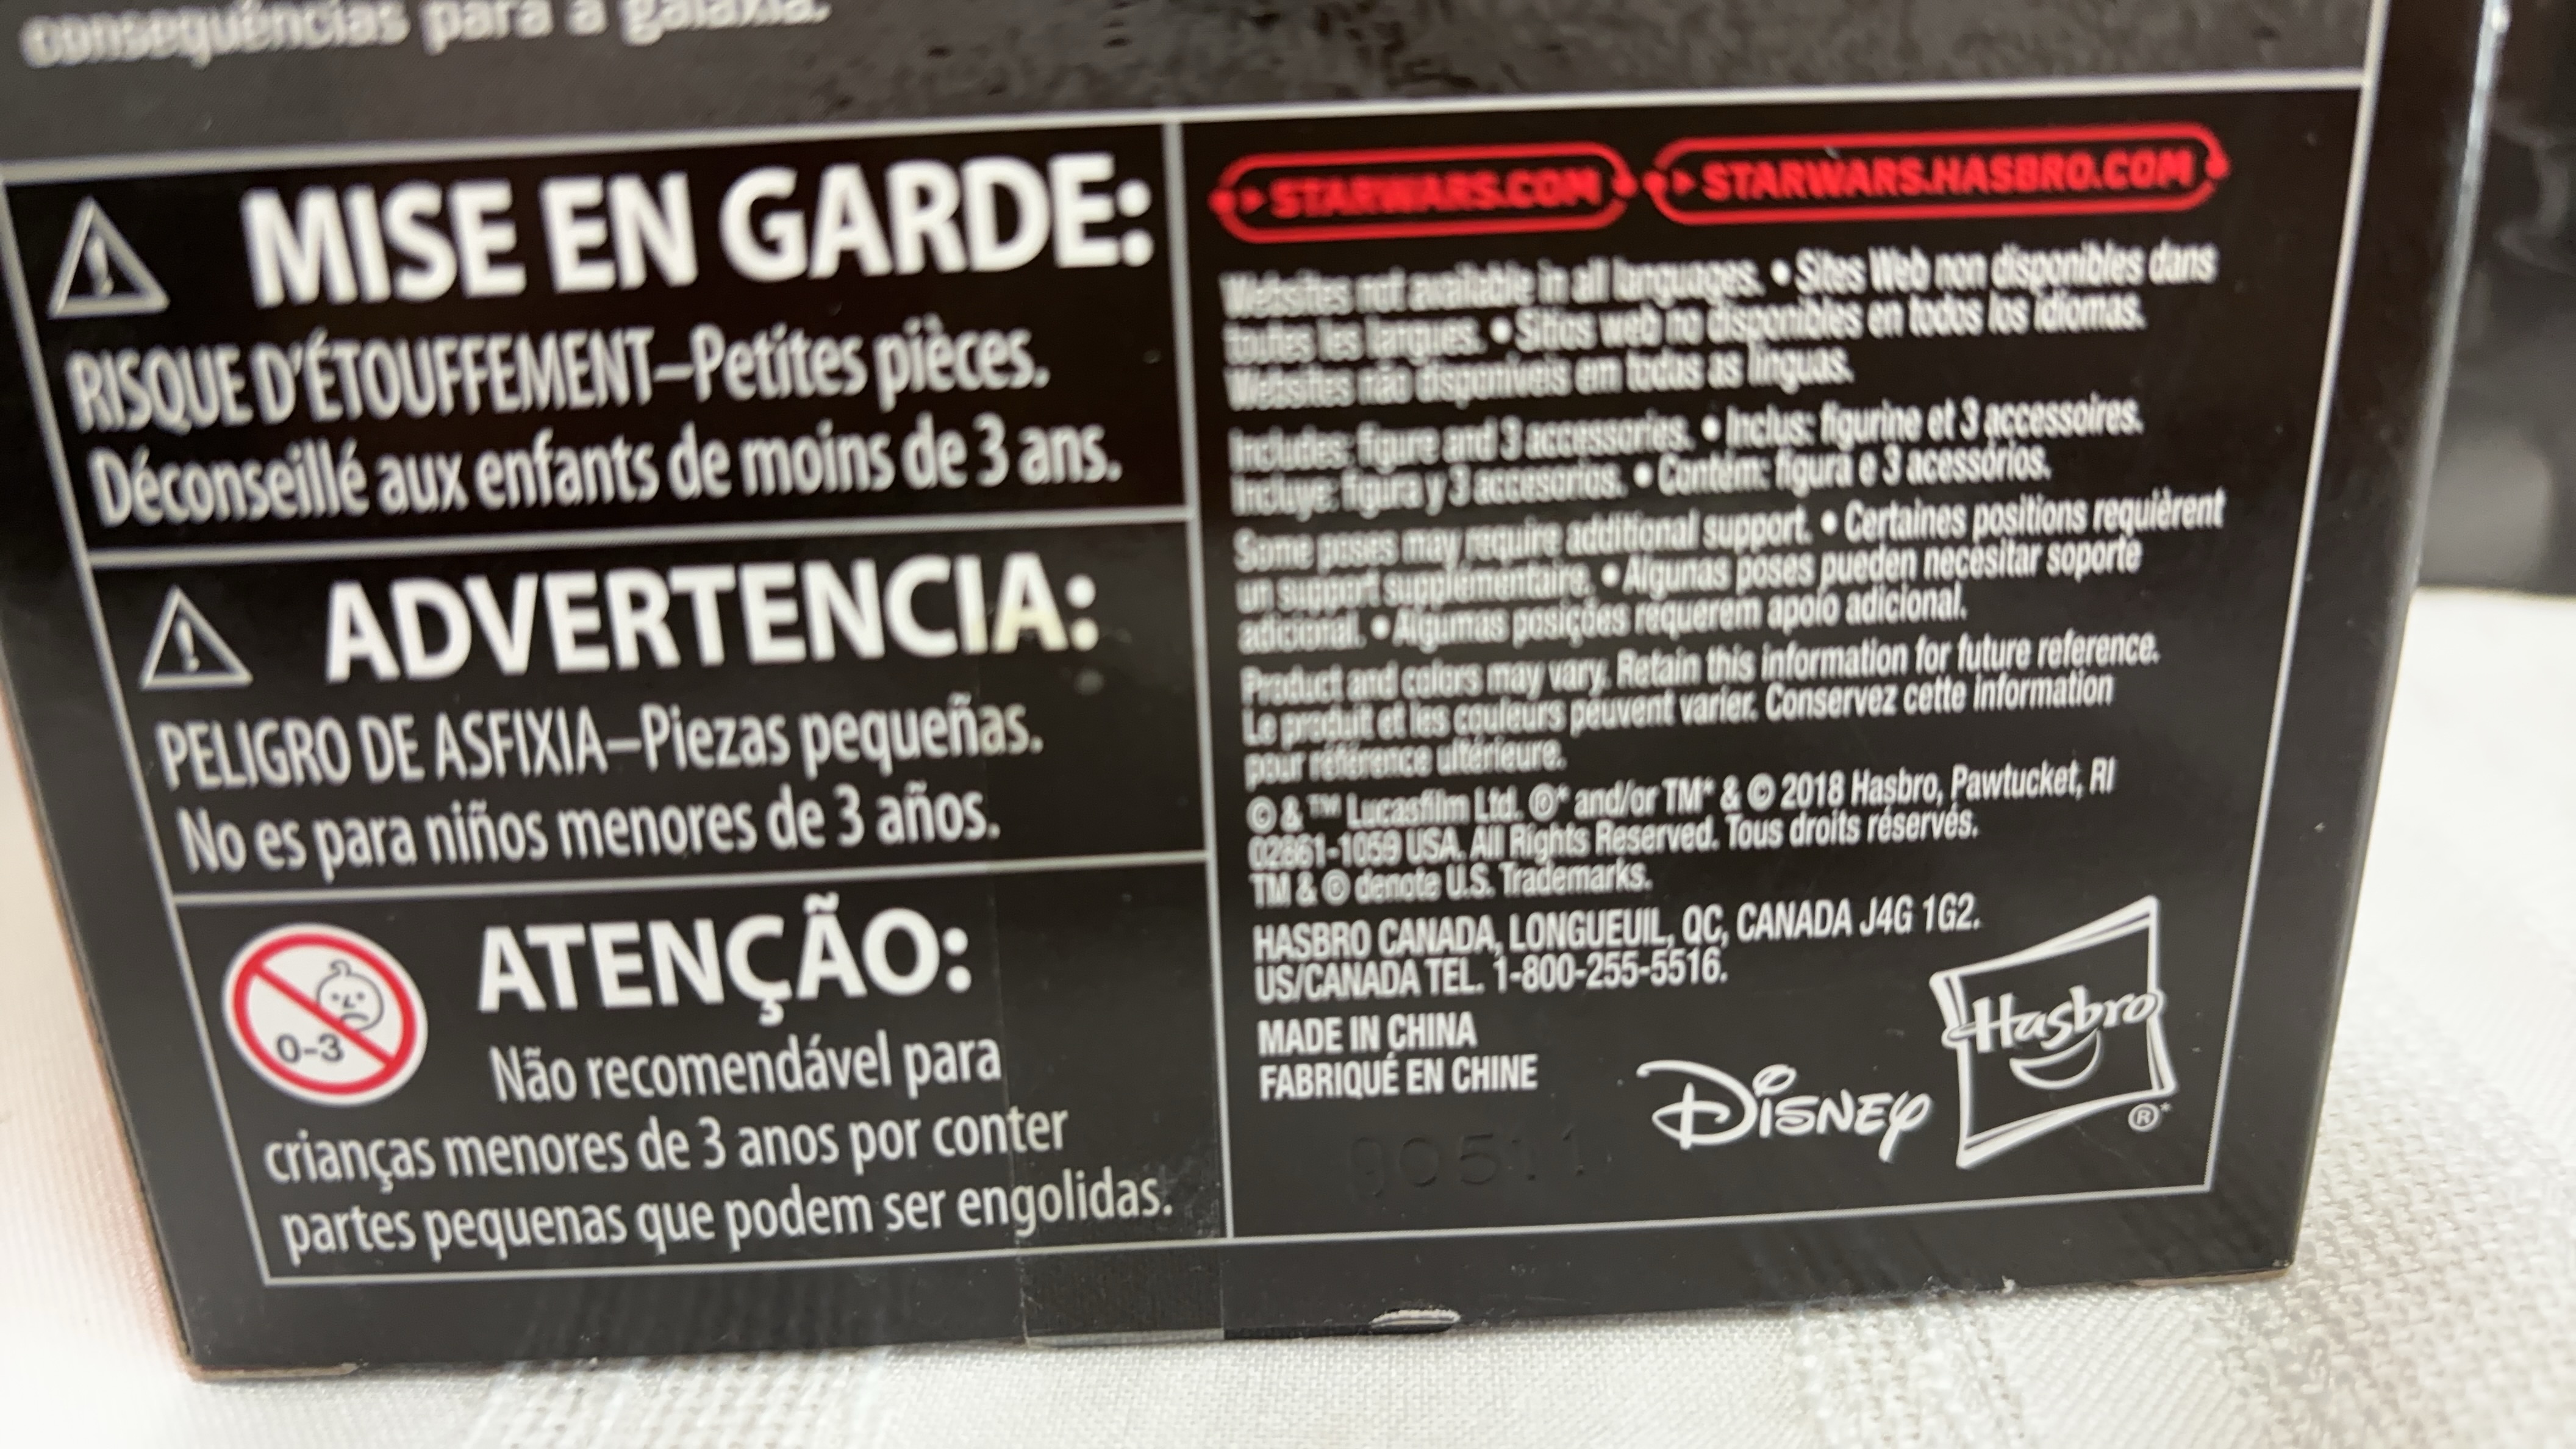 consequências para a galáxia.
MISE EN GARDE:
RISQUE D'ÉTOUFFEMENT–Petites pièces.
Déconseillé aux enfants de moins de 3 ans.
ADVERTENCIA:
PELIGRO DE ASFIXIA–Piezas pequeñas.
No es para niños menores de 3 años.
0-3
ATENÇÃO:
Não recomendável para
crianças menores de 3 anos por conter
partes pequenas que podem ser engolidas.
STARWARS.COM STARWARS.HASBRO.COM
Websites not available in all languages. • Sites Web non disponibles dans
toutes les langues. • Sitios web no disponibles en todos los idiomas.
Websites não disponíveis em todas as línguas.
Includes: figure and 3 accessories. • Inclus: figurine et 3 accessoires.
Incluye: figura y 3 accesorios. • Contém: figura e 3 acessórios.
Some poses may require additional support. • Certaines positions requièrent
un support supplémentaire. • Algunas poses pueden necesitar soporte
adicional. • Algumas posições requerem apoio adicional.
Product and colors may vary. Retain this information for future reference.
Le produit et les couleurs peuvent varier. Conservez cette information
pour référence ultérieure.
© & ™ Lucasfilm Ltd. ®* and/or TM* & © 2018 Hasbro, Pawtucket, RI
02861-1059 USA. All Rights Reserved. Tous droits réservés.
TM & ® denote U.S. Trademarks.
HASBRO CANADA, LONGUEUIL, QC, CANADA J4G 1G2.
US/CANADA TEL. 1-800-255-5516.
MADE IN CHINA
FABRIQUÉ EN CHINE
Disney
Hasbro
®*